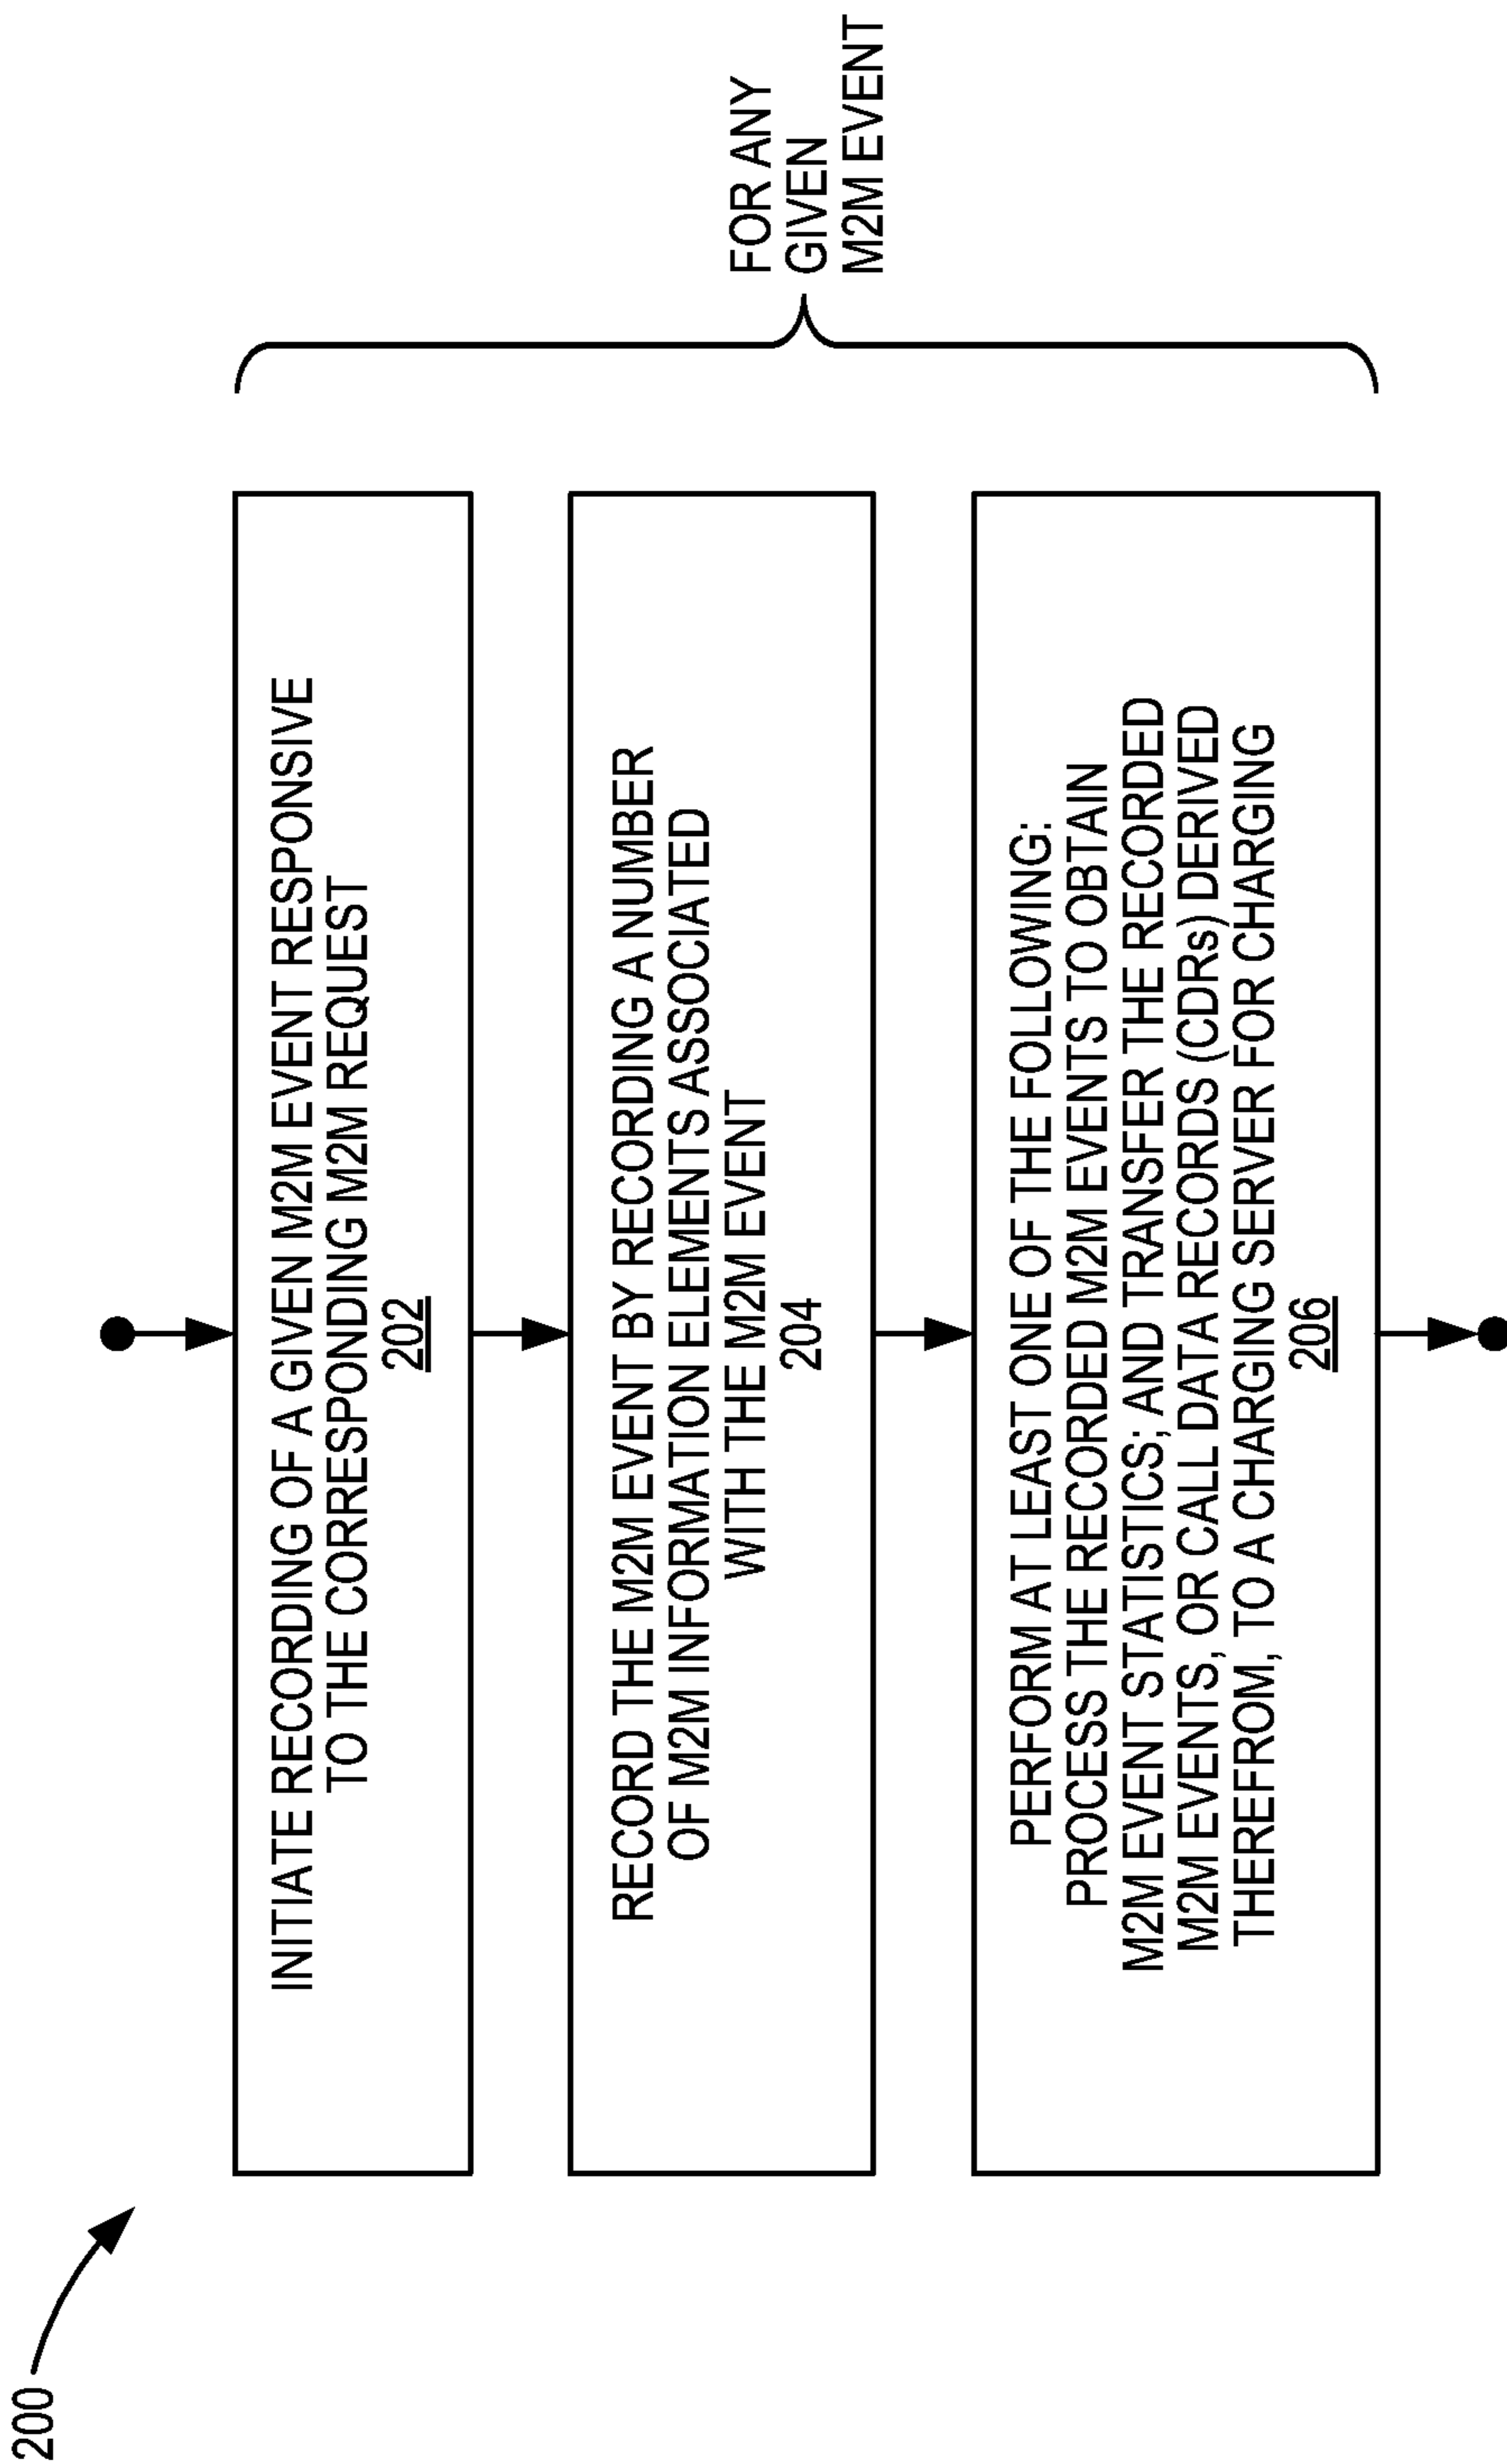 200
INITIATE RECORDING OF A GIVEN M2M EVENT RESPONSIVE
TO THE CORRESPONDING M2M REQUEST
202
RECORD THE M2M EVENT BY RECORDING A NUMBER
OF M2M INFORMATION ELEMENTS ASSOCIATED
WITH THE M2M EVENT
204
PERFORM AT LEAST ONE OF THE FOLLOWING:
PROCESS THE RECORDED M2M EVENTS TO OBTAIN
M2M EVENT STATISTICS; AND TRANSFER THE RECORDED
M2M EVENTS, OR CALL DATA RECORDS (CDRs) DERIVED
THEREFROM, TO A CHARGING SERVER FOR CHARGING
206
FOR ANY
GIVEN
M2M EVENT